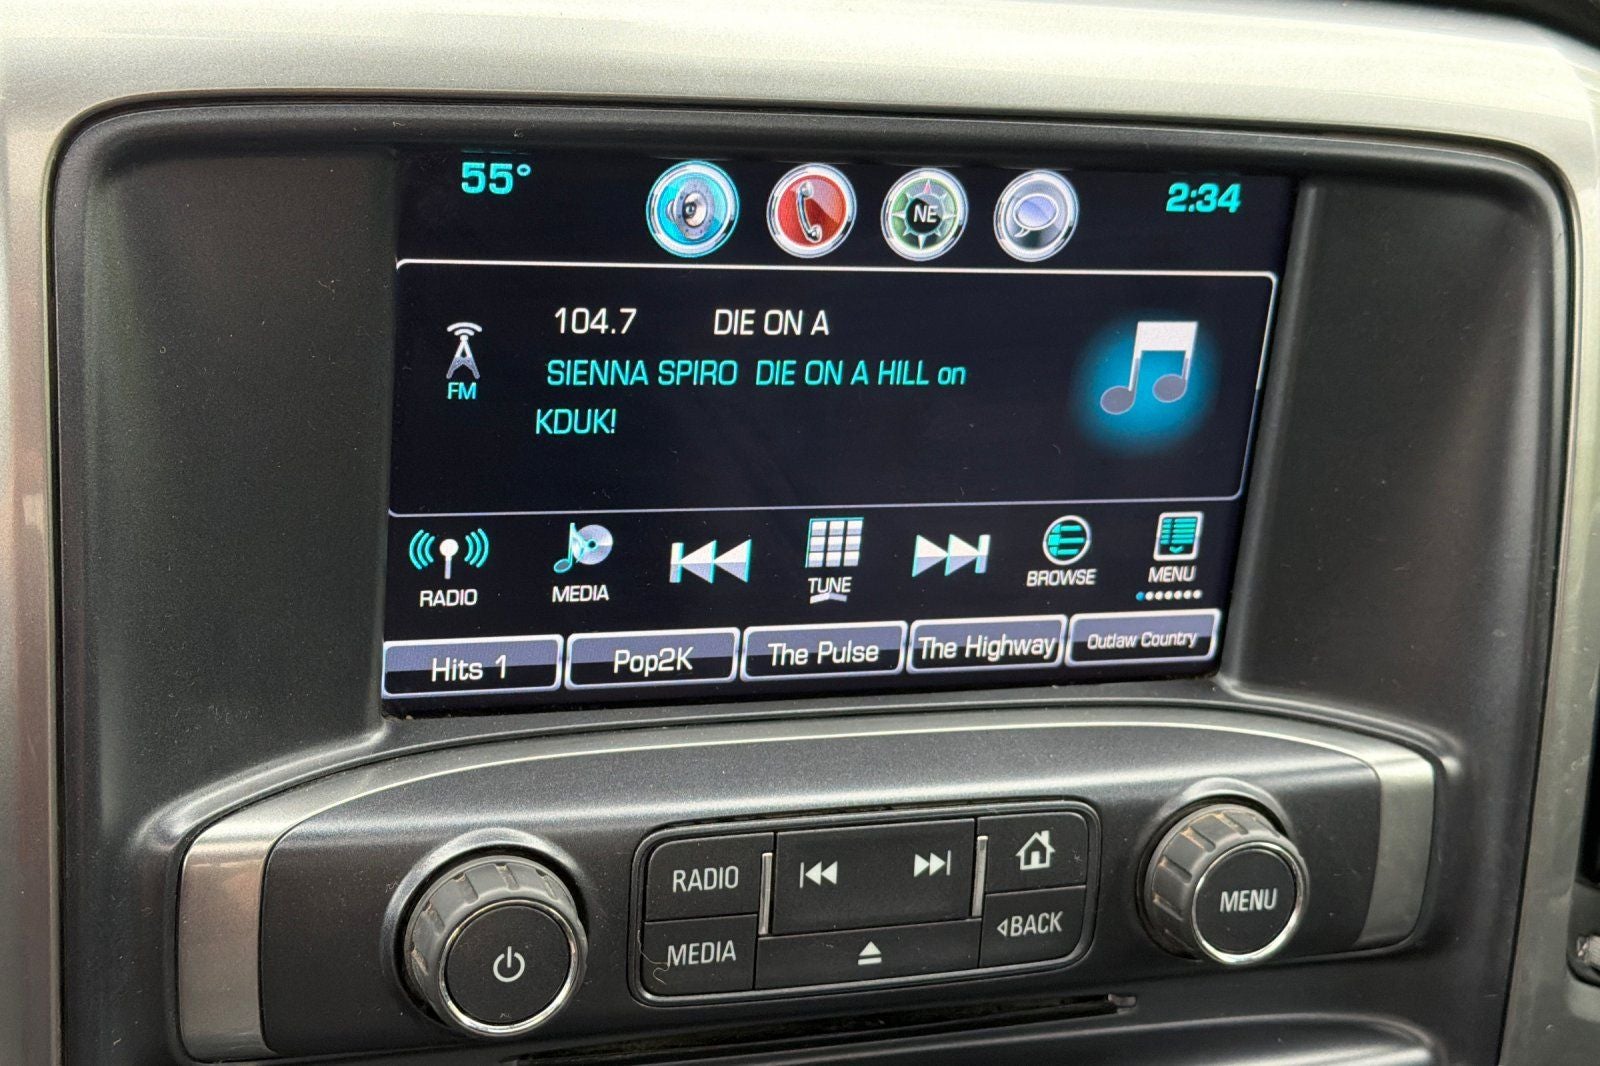 55° NE 2:34
104.7 DIE ON A
FM
SIENNA SPIRO DIE ON A HILL on
KDUK!
RADIO MEDIA TUNE BROWSE MENU
Hits 1 Pop2K The Pulse The Highway Outlaw Country
RADIO
MEDIA
BACK
MENU